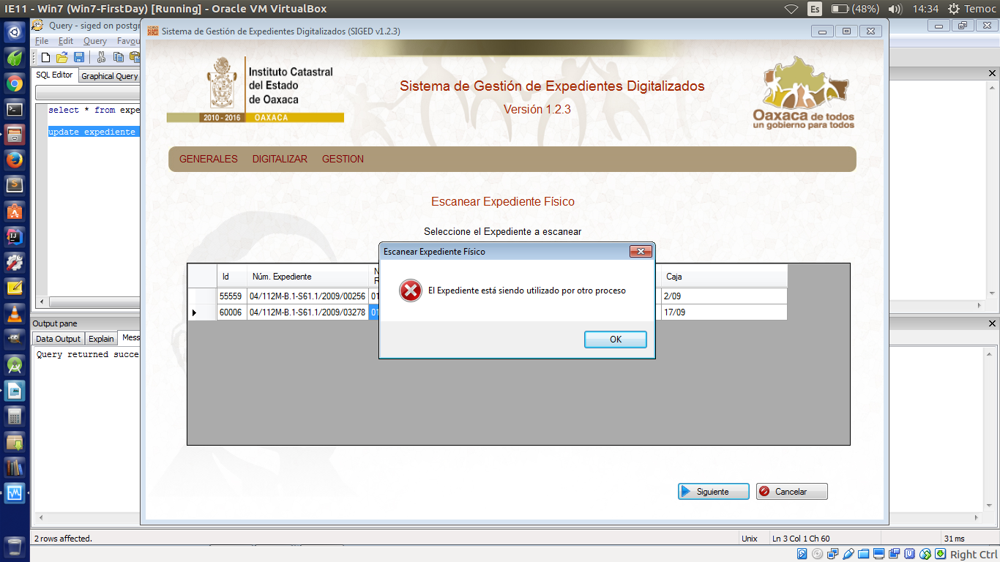 IE11 - Win7 (Win7-FirstDay) [Running] - Oracle VM VirtualBox
Es (48%) 14:34 Temoc
Query - siged on postgr
File Edit Query Favou
SQL Editor Graphical Query
select * from expe
update expediente
Output pane
Data Output Explain Mess
Query returned succe
2 rows affected.
Unix Ln 3 Col 1 Ch 60 31 ms
Right Ctrl
Sistema de Gestión de Expedientes Digitalizados (SIGED v1.2.3)
Instituto Catastral
del Estado
de Oaxaca
2010 - 2016 OAXACA
Sistema de Gestión de Expedientes Digitalizados
Versión 1.2.3
Oaxaca de todos
un gobierno para todos
GENERALES DIGITALIZAR GESTION
Escanear Expediente Físico
Seleccione el Expediente a escanear
Id Núm. Expediente N
R Caja
55559 04/112M-B.1-S61.1/2009/00256 01 2/09
60006 04/112M-B.1-S61.1/2009/03278 01 17/09
Escanear Expediente Físico
El Expediente está siendo utilizado por otro proceso
OK
Siguiente Cancelar